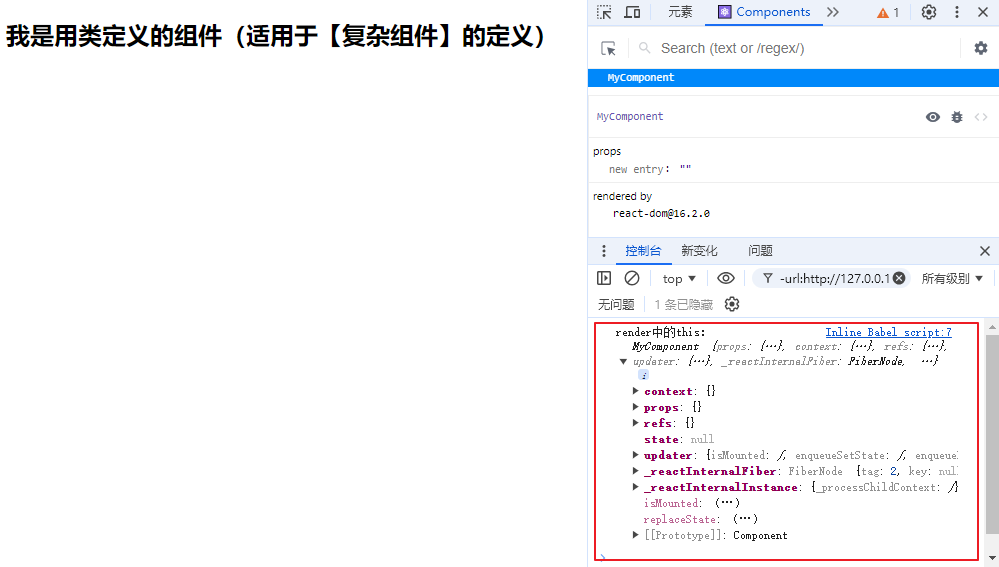 我是用类定义的组件（适用于【复杂组件】的定义）
元素 Components 1
Search (text or /regex/)
MyComponent
MyComponent
props
new entry: ""
rendered by
react-dom@16.2.0
控制台 新变化 问题
top -url:http://127.0.0.1 所有级别
无问题 1 条已隐藏
render中的this: Inline Babel script:7
MyComponent {props: {…}, context: {…}, refs: {…},
updater: {…}, _reactInternalFiber: FiberNode, …}
i
context: {}
props: {}
refs: {}
state: null
updater: {isMounted: ƒ, enqueueSetState: ƒ, enqueue
_reactInternalFiber: FiberNode {tag: 2, key: null
_reactInternalInstance: {_processChildContext: ƒ}
isMounted: (…)
replaceState: (…)
[[Prototype]]: Component